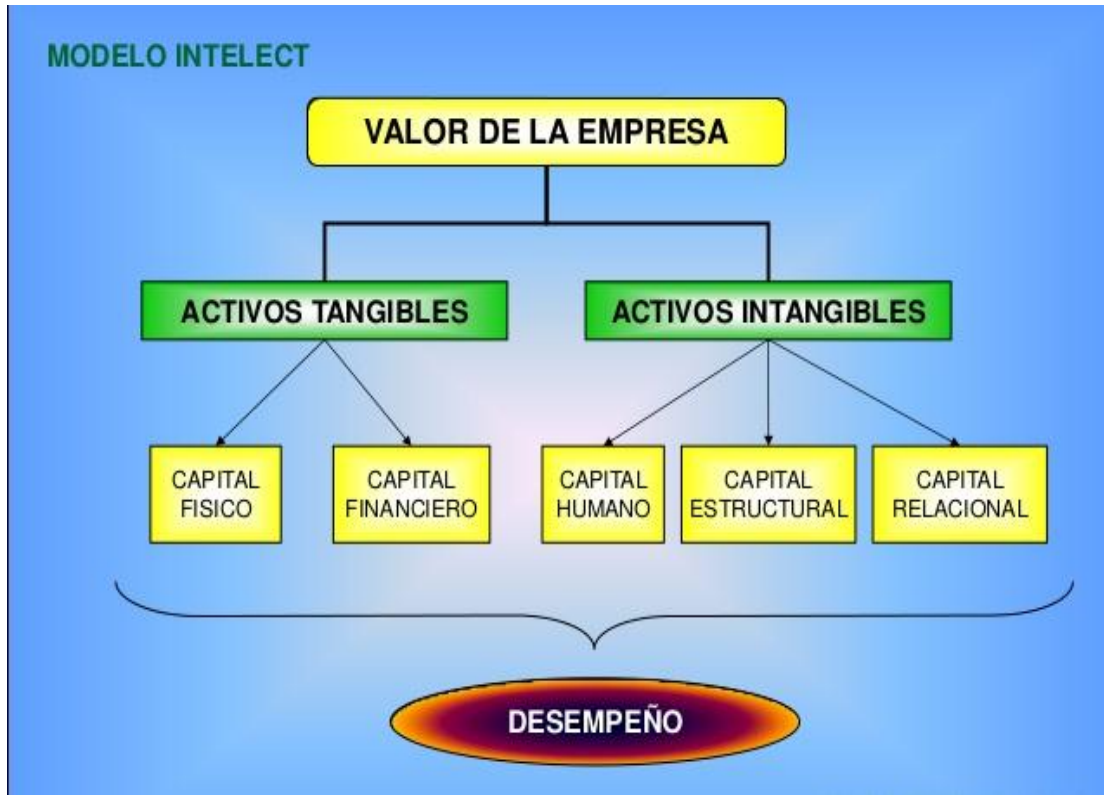 MODELO INTELECT
VALOR DE LA EMPRESA
ACTIVOS TANGIBLES
ACTIVOS INTANGIBLES
CAPITAL
FISICO
CAPITAL
FINANCIERO
CAPITAL
HUMANO
CAPITAL
ESTRUCTURAL
CAPITAL
RELACIONAL
DESEMPEÑO